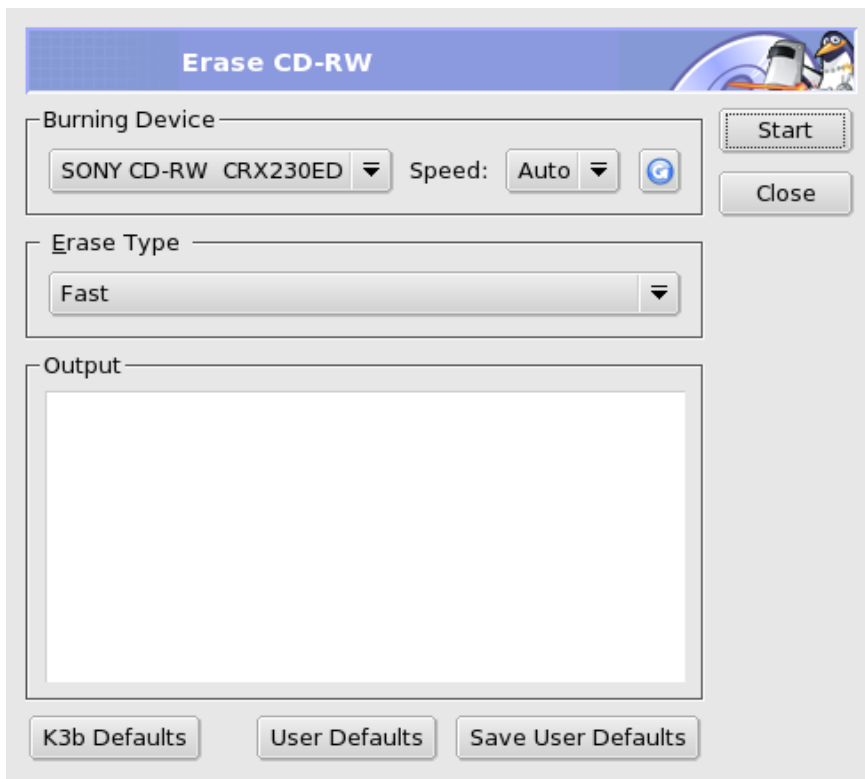 Erase CD-RW
Burning Device
SONY CD-RW CRX230ED
Speed:
Auto
Start
Close
Erase Type
Fast
Output
K3b Defaults
User Defaults
Save User Defaults